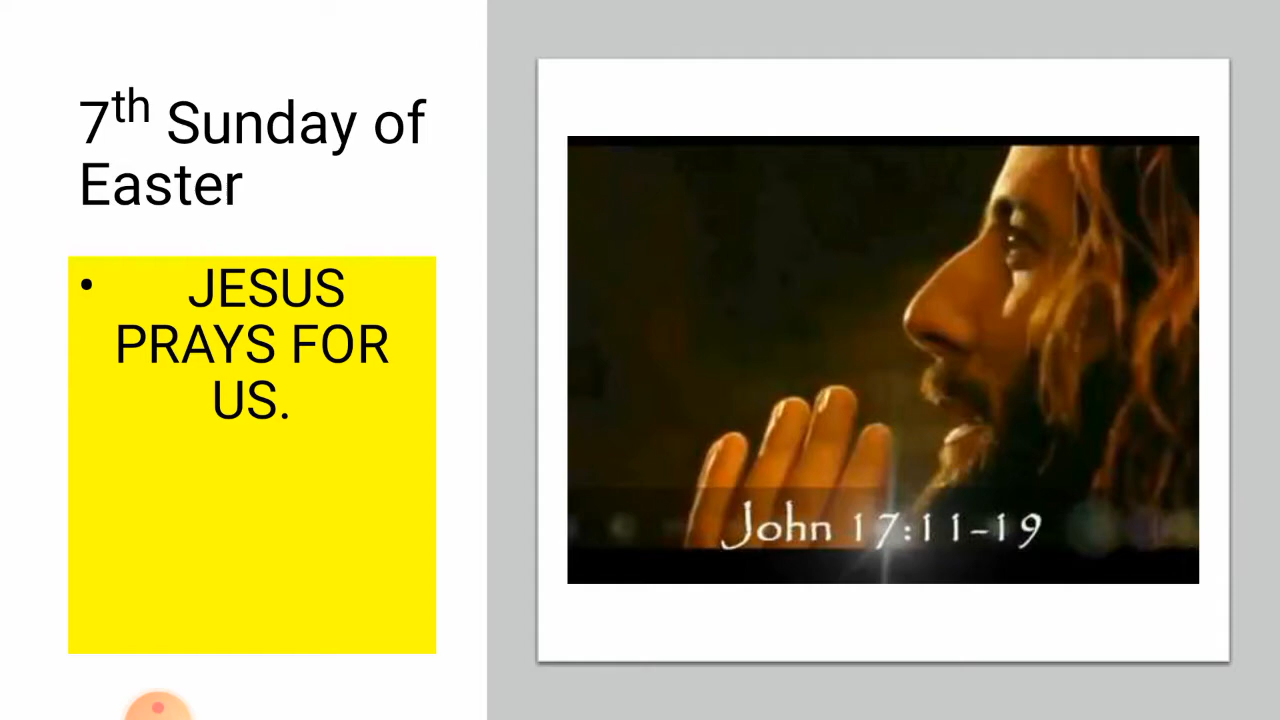 7th Sunday of
Easter
• JESUS
PRAYS FOR
US.
John 17:11-19